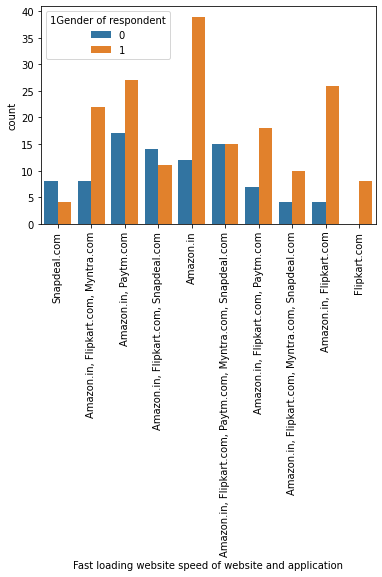 1Gender of respondent
0
1
count
40
35
30
25
20
15
10
5
0
Snapdeal.com
Amazon.in, Flipkart.com, Myntra.com
Amazon.in, Paytm.com
Amazon.in, Flipkart.com, Snapdeal.com
Amazon.in
Amazon.in, Flipkart.com, Paytm.com, Myntra.com, Snapdeal.com
Amazon.in, Flipkart.com, Paytm.com
Amazon.in, Flipkart.com, Myntra.com, Snapdeal.com
Amazon.in, Flipkart.com
Flipkart.com
Fast loading website speed of website and application